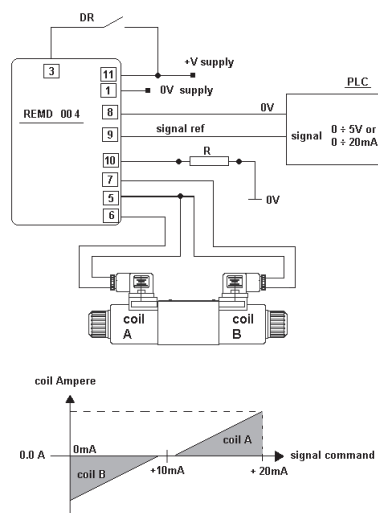 DR
3
11
+V supply
1
0V supply
PLC
REMD 004
8
0V
9
signal ref
signal
0 ÷ 5V or
0 ÷ 20mA
10
R
7
0V
5
6
coil
A
coil
B
coil Ampere
0.0 A
0mA
coil A
signal command
coil B
+10mA
+ 20mA